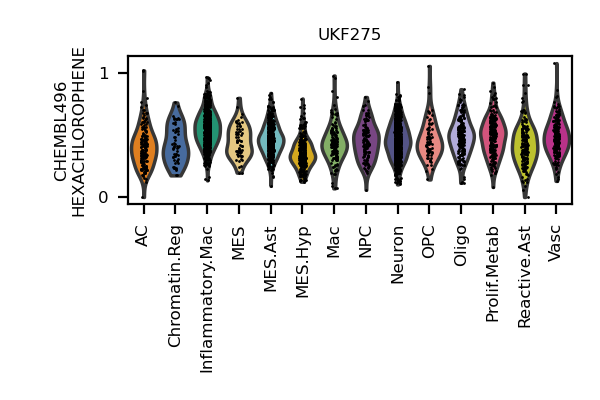 UKF275
CHEMBL496
HEXACHLOROPHENE
1
0
AC
Chromatin.Reg
Inflammatory.Mac
MES
MES.Ast
MES.Hyp
Mac
NPC
Neuron
OPC
Oligo
Prolif.Metab
Reactive.Ast
Vasc